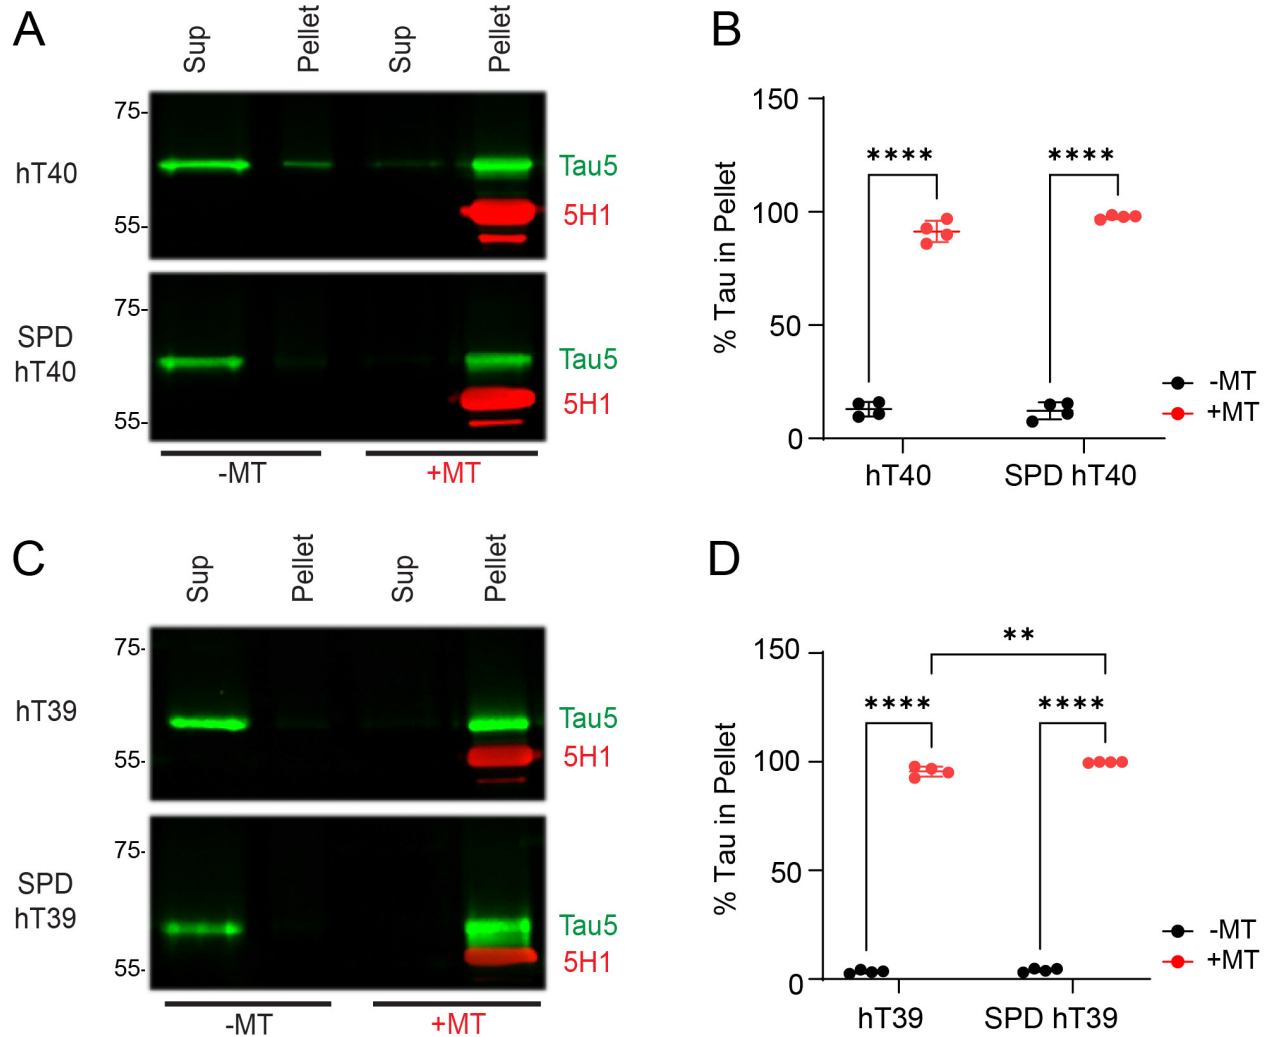 A
Sup
Pellet
Sup
Pellet
75-
hT40
Tau5
5H1
55-
75-
SPD
hT40
Tau5
5H1
55-
-MT
+MT
B
150
100
50
0
% Tau in Pellet
****
****
-MT
+MT
hT40
SPD hT40
C
Sup
Pellet
Sup
Pellet
75-
hT39
Tau5
55-
5H1
75-
SPD
hT39
Tau5
5H1
55-
-MT
+MT
D
150
100
50
0
% Tau in Pellet
**
****
****
-MT
+MT
hT39
SPD hT39